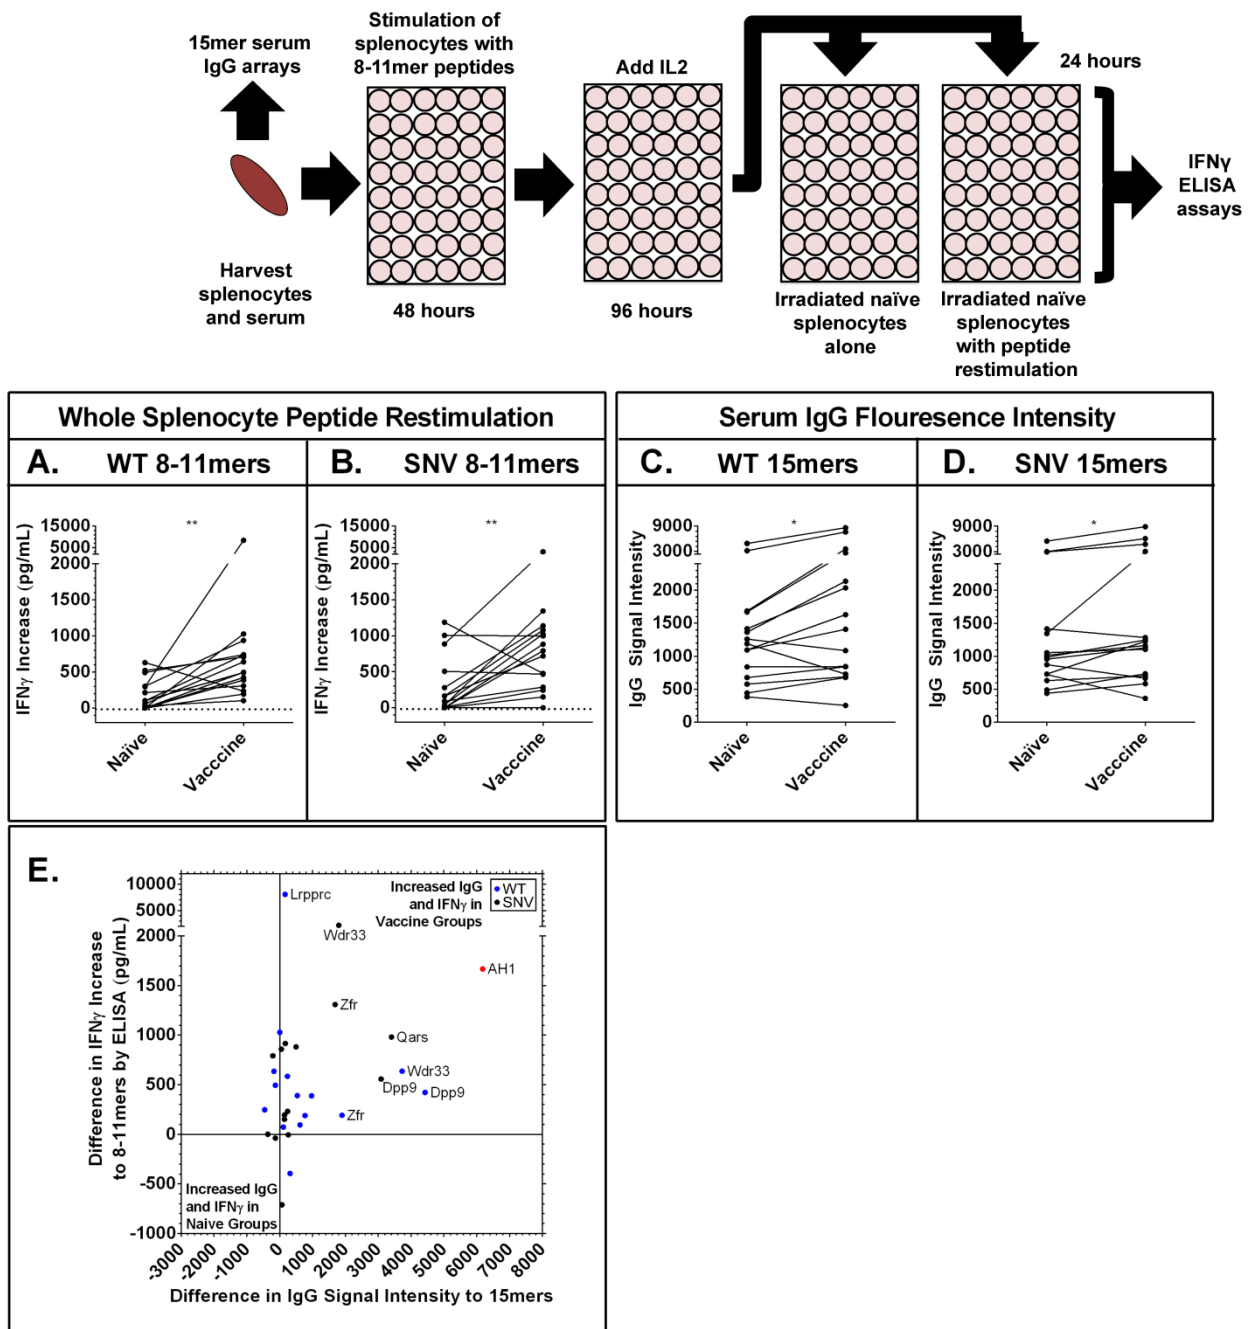 15mer serum
IgG arrays
Stimulation of
splenocytes with
8-11mer peptides
Add IL2
24 hours
Harvest
splenocytes
and serum
48 hours
96 hours
Irradiated naïve
splenocytes
alone
Irradiated naïve
splenocytes
with peptide
restimulation
IFNγ
ELISA
assays
Whole Splenocyte Peptide Restimulation
A. WT 8-11mers
B. SNV 8-11mers
IFNγ Increase (pg/mL)
15000
10000
5000
2000
1500
1000
500
0
**
Naïve
Vacccine
IFNγ Increase (pg/mL)
15000
10000
5000
2000
1500
1000
500
0
**
Naïve
Vacccine
Serum IgG Flouresence Intensity
C. WT 15mers
D. SNV 15mers
IgG Signal Intensity
9000
6000
3000
2000
1500
1000
500
0
*
Naïve
Vacccine
IgG Signal Intensity
9000
6000
3000
2000
1500
1000
500
0
*
Naïve
Vacccine
E.
Difference in IFNγ Increase
to 8-11mers by ELISA (pg/mL)
10000
5000
2000
1500
1000
500
0
-500
-1000
Increased IgG
and IFNγ in
Vaccine Groups
WT
SNV
Lrpprc
Wdr33
AH1
Zfr
Qars
Wdr33
Dpp9
Dpp9
Zfr
Increased IgG
and IFNγ in
Naive Groups
-3000
-2000
-1000
0
1000
2000
3000
4000
5000
6000
7000
8000
Difference in IgG Signal Intensity to 15mers